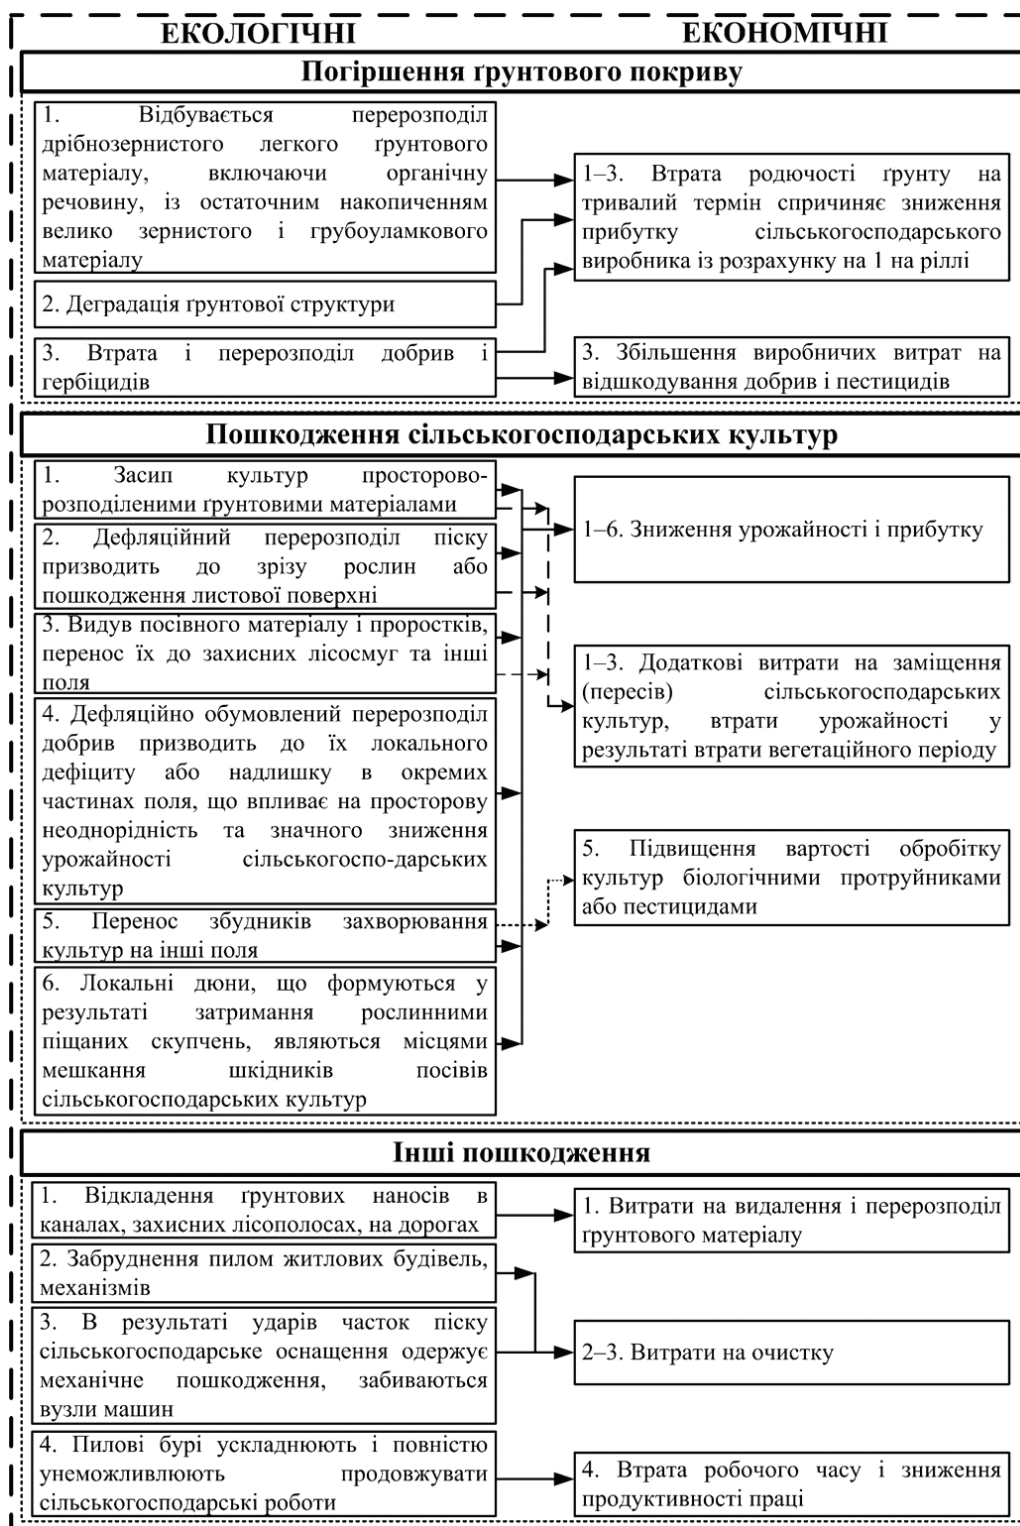 ЕКОЛОГІЧНІ
ЕКОНОМІЧНІ
Погіршення ґрунтового покриву
1. Відбувається перерозподіл
дрібнозернистого легкого ґрунтового
матеріалу, включаючи органічну
речовину, із остаточним накопиченням
велико зернистого і грубоуламкового
матеріалу
2. Деградація ґрунтової структури
3. Втрата і перерозподіл добрив і
гербіцидів
1–3. Втрата родючості ґрунту на
тривалий термін спричиняє зниження
прибутку сільськогосподарського
виробника із розрахунку на 1 на ріллі
3. Збільшення виробничих витрат на
відшкодування добрив і пестицидів
Пошкодження сільськогосподарських культур
1. Засип культур просторово-
розподіленими ґрунтовими матеріалами
2. Дефляційний перерозподіл піску
призводить до зрізу рослин або
пошкодження листової поверхні
3. Видув посівного матеріалу і проростків,
перенос їх до захисних лісосмуг та інші
поля
4. Дефляційно обумовлений перерозподіл
добрив призводить до їх локального
дефіциту або надлишку в окремих
частинах поля, що впливає на просторову
неоднорідність та значного зниження
урожайності сільськогоспо-дарських
культур
5. Перенос збудників захворювання
культур на інші поля
6. Локальні дюни, що формуються у
результаті затримання рослинними
піщаних скупчень, являються місцями
мешкання шкідників посівів
сільськогосподарських культур
1–6. Зниження урожайності і прибутку
1–3. Додаткові витрати на заміщення
(пересів) сільськогосподарських
культур, втрати урожайності у
результаті втрати вегетаційного періоду
5. Підвищення вартості обробітку
культур біологічними протруйниками
або пестицидами
Інші пошкодження
1. Відкладення ґрунтових наносів в
каналах, захисних лісополосах, на дорогах
2. Забруднення пилом житлових будівель,
механізмів
3. В результаті ударів часток піску
сільськогосподарське оснащення одержує
механічне пошкодження, забиваються
вузли машин
4. Пилові бурі ускладнюють і повністю
унеможливлюють продовжувати
сільськогосподарські роботи
1. Витрати на видалення і перерозподіл
ґрунтового матеріалу
2–3. Витрати на очистку
4. Втрата робочого часу і зниження
продуктивності праці